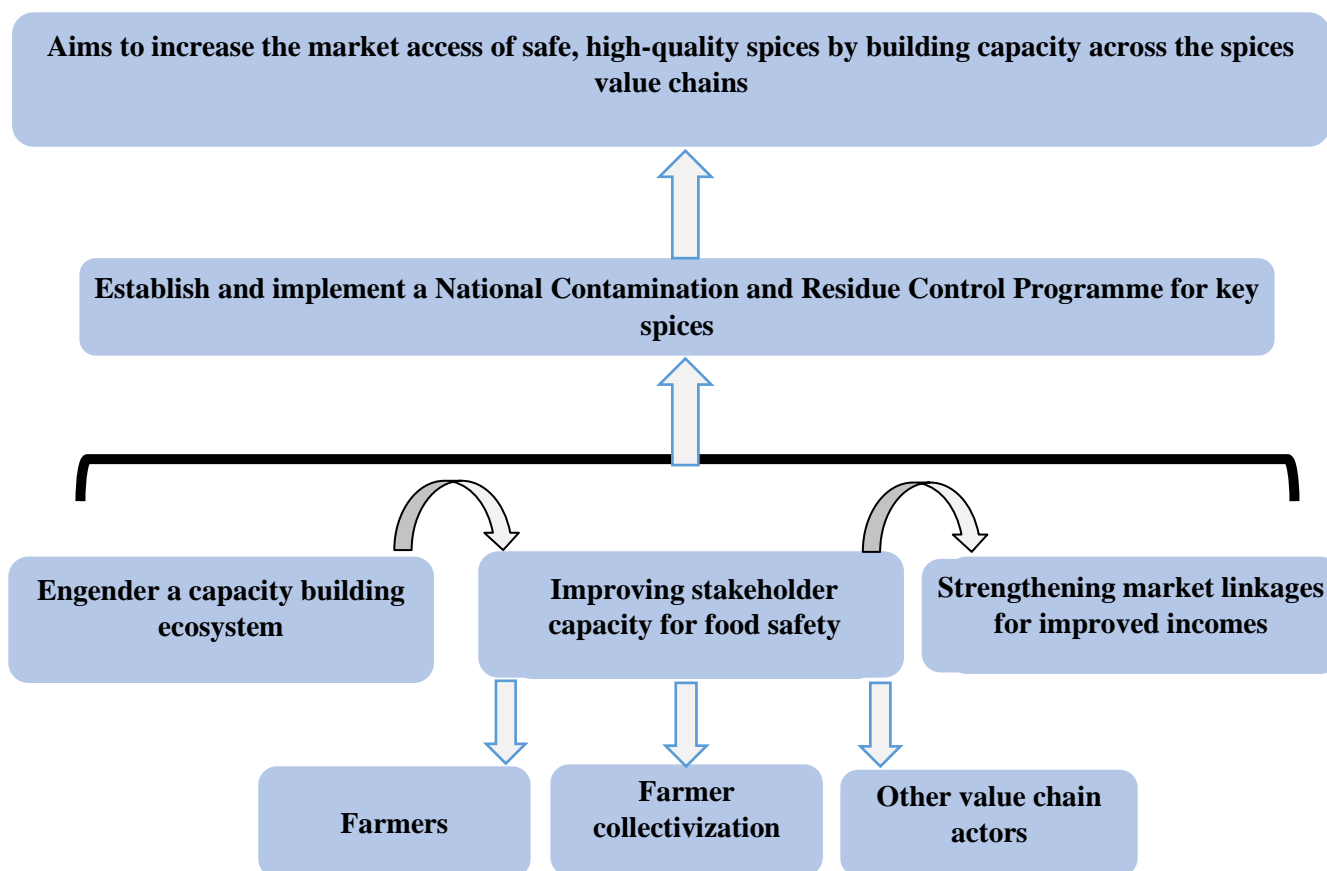 Aims to increase the market access of safe, high-quality spices by building capacity across the spices
value chains
Establish and implement a National Contamination and Residue Control Programme for key
spices
Engender a capacity building
ecosystem
Improving stakeholder
capacity for food safety
Strengthening market linkages
for improved incomes
Farmers
Farmer
collectivization
Other value chain
actors